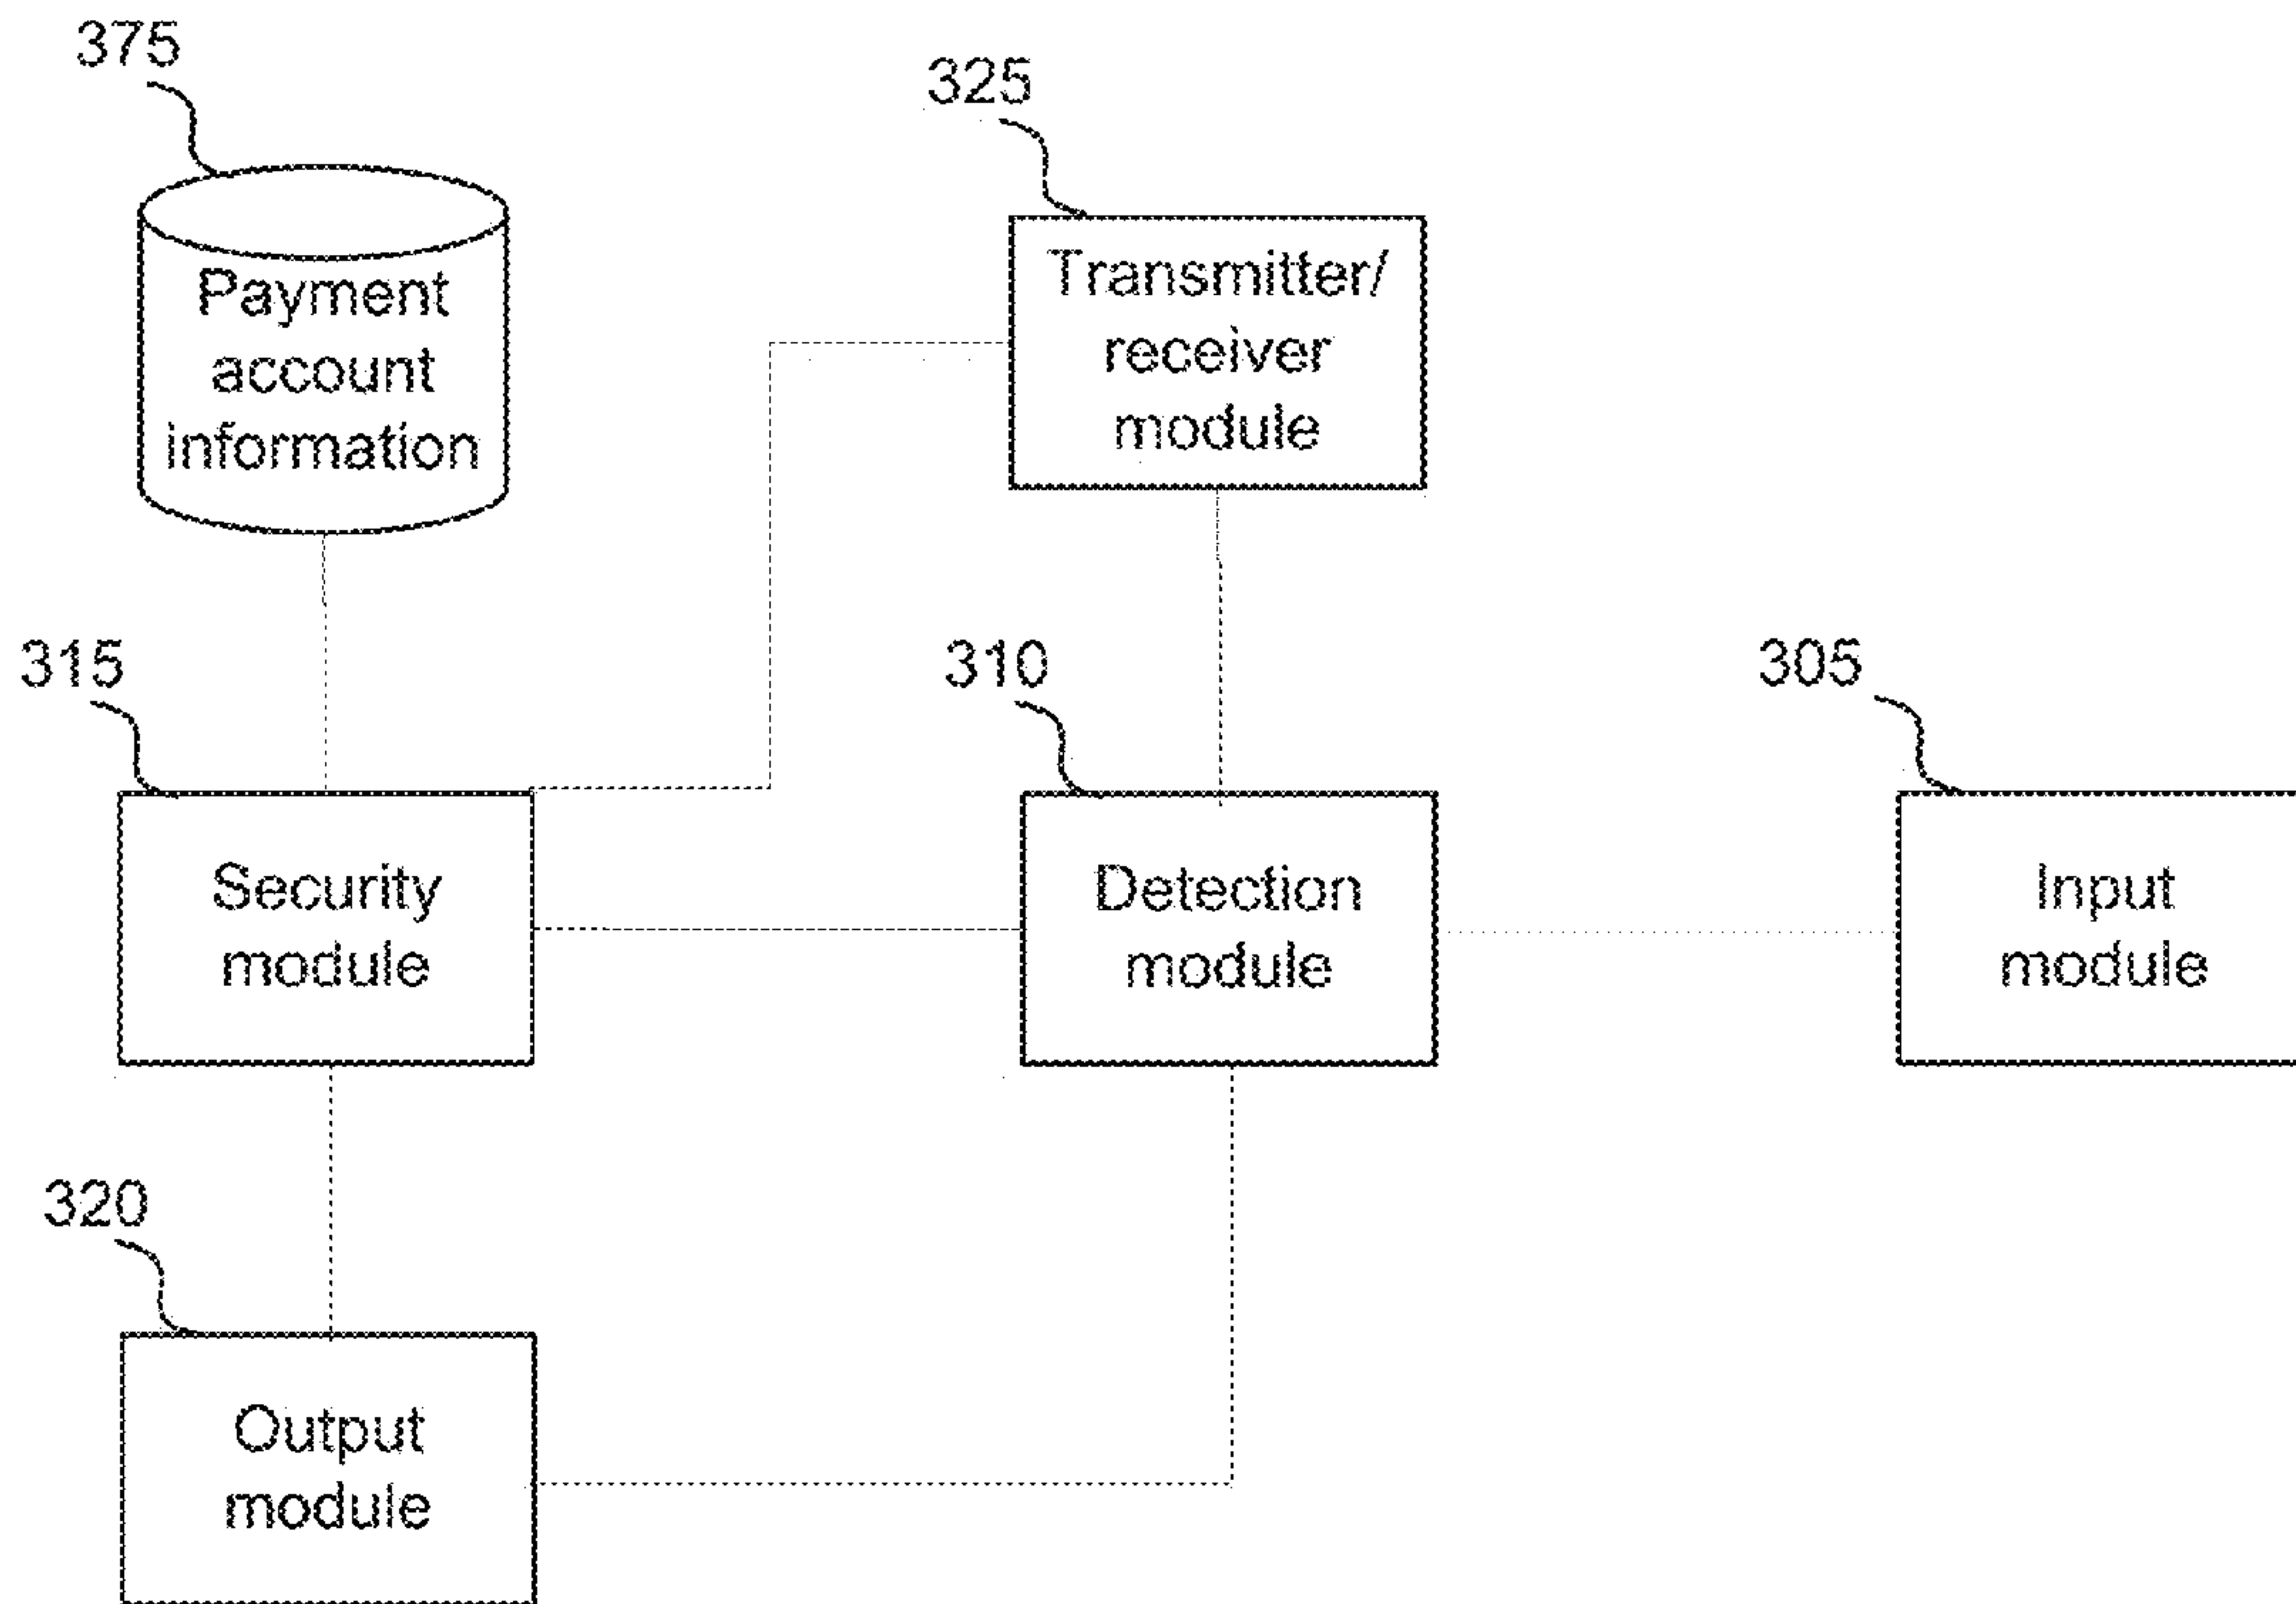 375
Payment
account
information
325
Transmitter/
receiver
module
315
Security
module
310
Detection
module
305
Input
module
320
Output
module